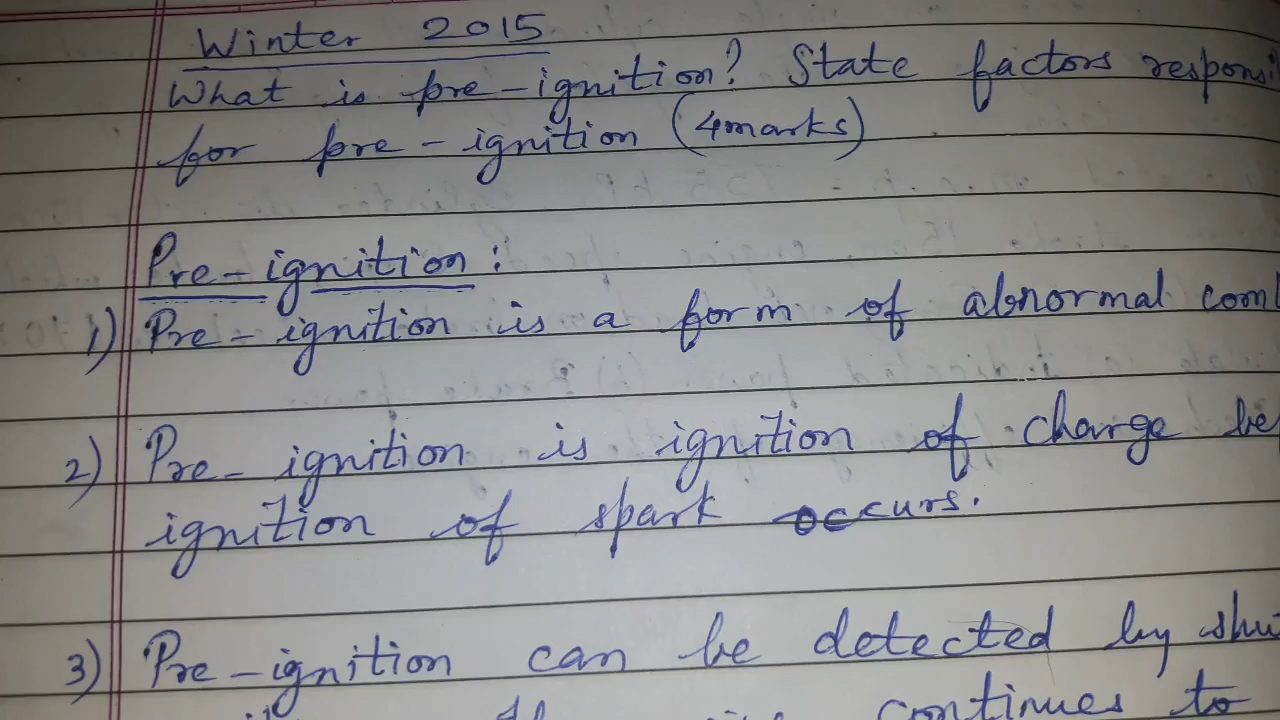 Winter 2015
What is pre-ignition? State factors respons
for pre-ignition (4marks)
Pre-ignition :
1) Pre-ignition is a form of abnormal com
2) Pre-ignition is ignition of charge be
ignition of spark occurs.
3) Pre-ignition can be detected by shu
continues to